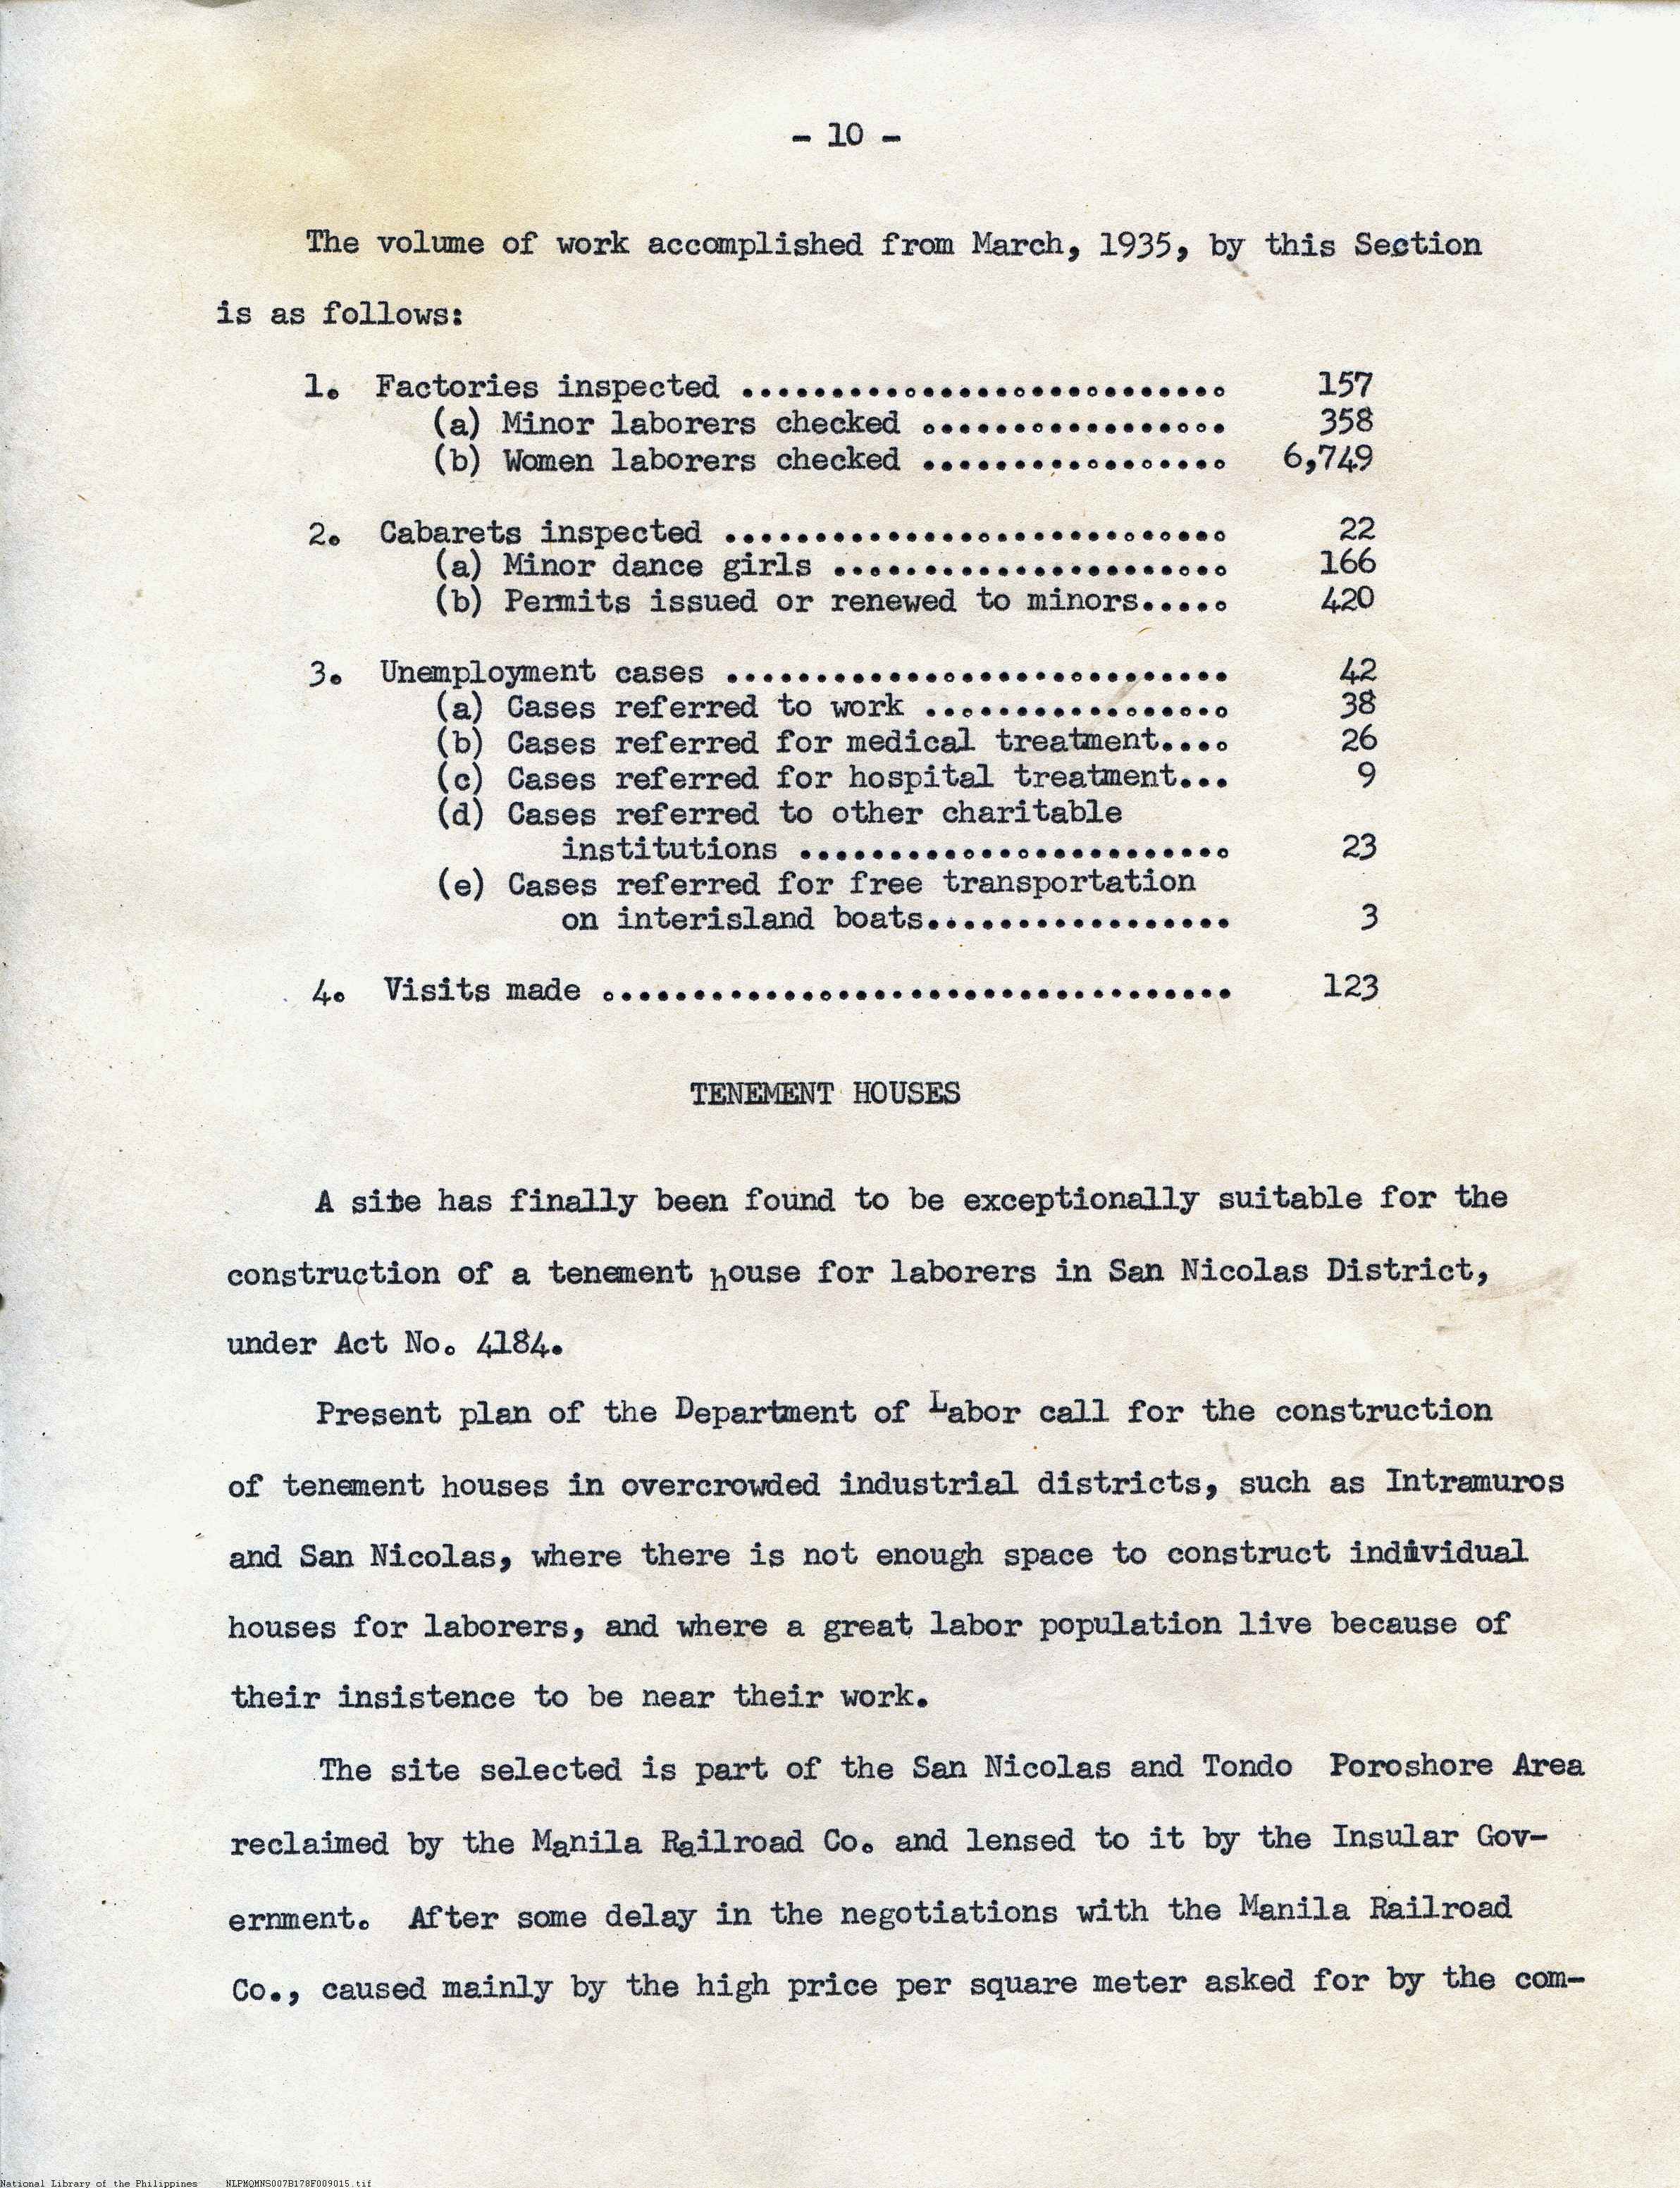 - 10 -
The volume of work accomplished from March, 1935, by this Section
is as follows:
1. Factories inspected ........................... 157
(a) Minor laborers checked ................. 358
(b) Women laborers checked ................. 6,749
2. Cabarets inspected ............................ 22
(a) Minor dance girls ...................... 166
(b) Permits issued or renewed to minors..... 420
3. Unemployment cases ............................ 42
(a) Cases referred to work ................. 38
(b) Cases referred for medical treatment.... 26
(c) Cases referred for hospital treatment... 9
(d) Cases referred to other charitable
institutions ........................ 23
(e) Cases referred for free transportation
on interisland boats................. 3
4. Visits made ................................... 123
TENEMENT HOUSES
A site has finally been found to be exceptionally suitable for the
construction of a tenement house for laborers in San Nicolas District,
under Act No. 4184.
Present plan of the Department of Labor call for the construction
of tenement houses in overcrowded industrial districts, such as Intramuros
and San Nicolas, where there is not enough space to construct individual
houses for laborers, and where a great labor population live because of
their insistence to be near their work.
The site selected is part of the San Nicolas and Tondo Poroshore Area
reclaimed by the Manila Railroad Co. and lensed to it by the Insular Gov-
ernment. After some delay in the negotiations with the Manila Railroad
Co., caused mainly by the high price per square meter asked for by the com-
National Library of the Philippines NLPMQMNS007B178F009015.tif